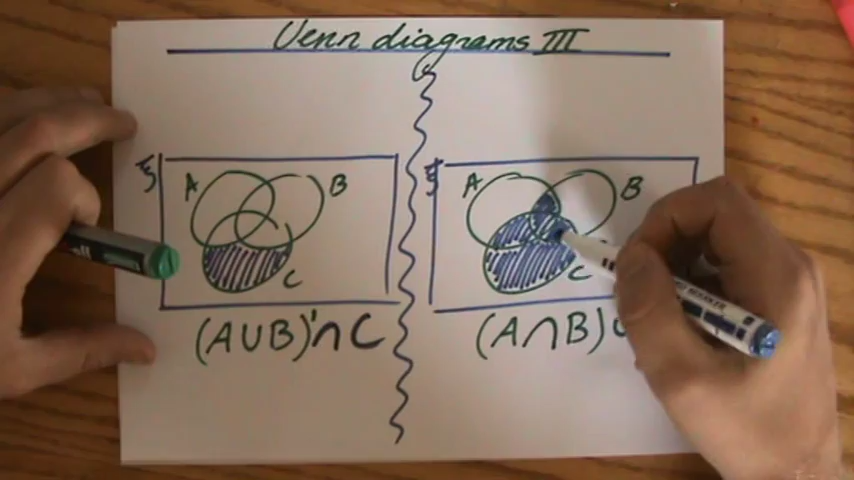 Venn diagrams III
ξ A B C
(A∪B)'∩C
ξ A B C
(A∩B)∪